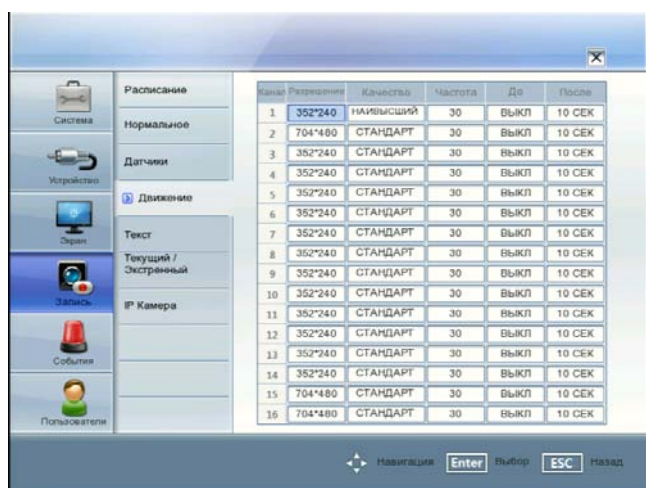 Система
Устройство
Экран
Запись
События
Пользователи
Расписание
Нормальное
Датчики
Движение
Текст
Текущий /
Экстренный
IP Камера
Канал Разрешение Качество Частота До После
1 352*240 НАИВЫСШИЙ 30 ВЫКЛ 10 СЕК
2 704*480 СТАНДАРТ 30 ВЫКЛ 10 СЕК
3 352*240 СТАНДАРТ 30 ВЫКЛ 10 СЕК
4 352*240 СТАНДАРТ 30 ВЫКЛ 10 СЕК
5 352*240 СТАНДАРТ 30 ВЫКЛ 10 СЕК
6 352*240 СТАНДАРТ 30 ВЫКЛ 10 СЕК
7 352*240 СТАНДАРТ 30 ВЫКЛ 10 СЕК
8 352*240 СТАНДАРТ 30 ВЫКЛ 10 СЕК
9 352*240 СТАНДАРТ 30 ВЫКЛ 10 СЕК
10 352*240 СТАНДАРТ 30 ВЫКЛ 10 СЕК
11 352*240 СТАНДАРТ 30 ВЫКЛ 10 СЕК
12 352*240 СТАНДАРТ 30 ВЫКЛ 10 СЕК
13 352*240 СТАНДАРТ 30 ВЫКЛ 10 СЕК
14 352*240 СТАНДАРТ 30 ВЫКЛ 10 СЕК
15 704*480 СТАНДАРТ 30 ВЫКЛ 10 СЕК
16 704*480 СТАНДАРТ 30 ВЫКЛ 10 СЕК
Навигация Enter Выбор ESC Назад